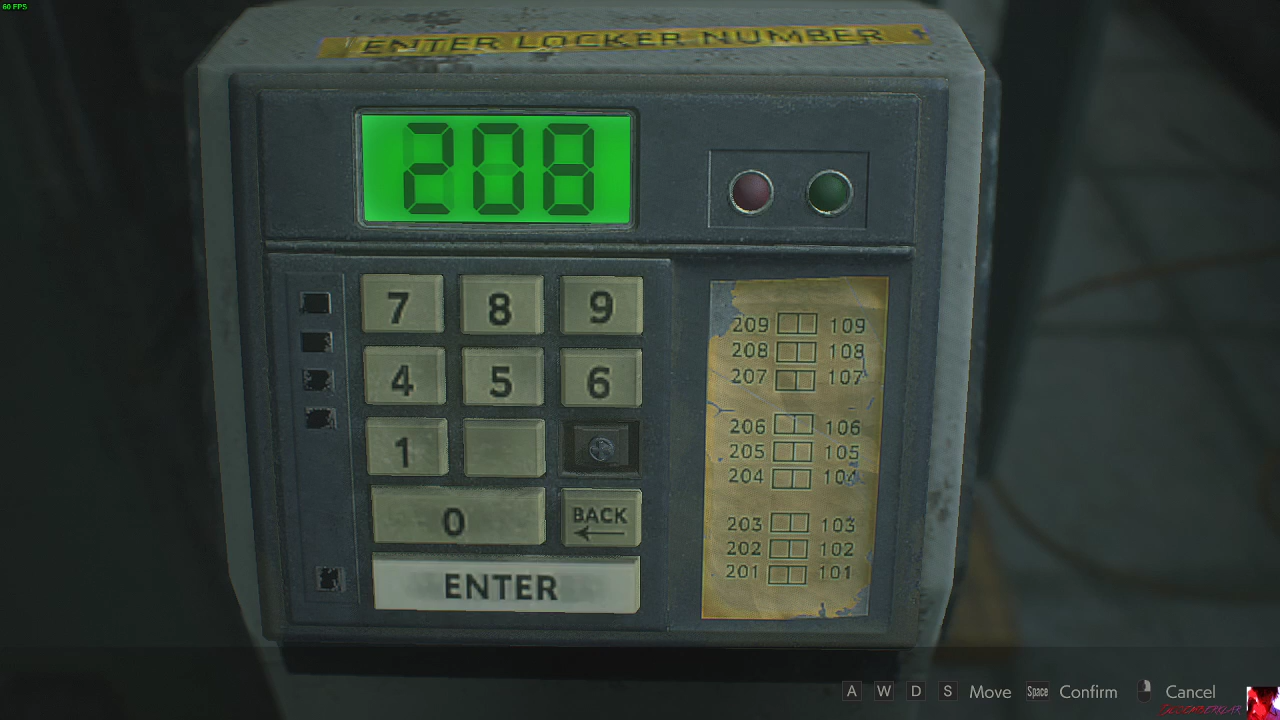 60 FPS
ENTER LOCKER NUMBER
208
7 8 9
4 5 6
1
0 BACK
ENTER
209 109
208 108
207 107
206 106
205 105
204 104
203 103
202 102
201 101
A W D S Move Space Confirm Cancel